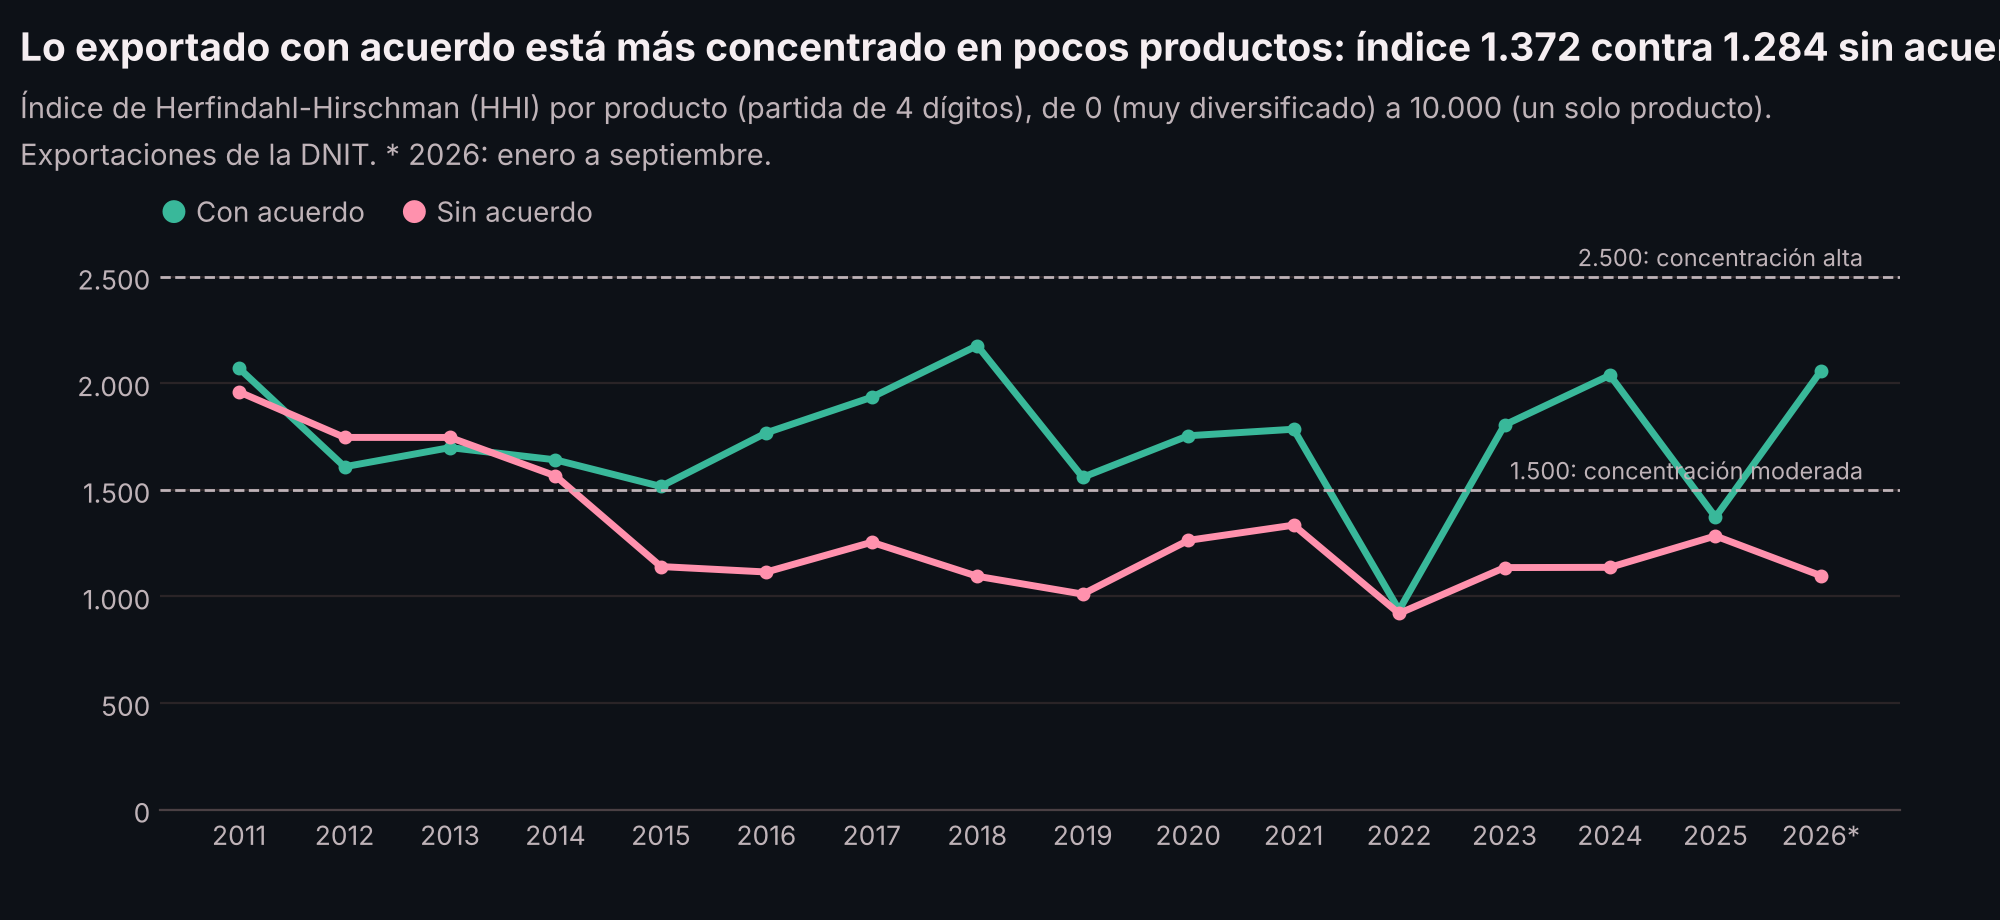 Lo exportado con acuerdo está más concentrado en pocos productos: índice 1.372 contra 1.284 sin
Índice de Herfindahl-Hirschman (HHI) por producto (partida de 4 dígitos), de 0 (muy diversificado) a 10.000 (un solo producto).
Exportaciones de la DNIT. * 2026: enero a septiembre.
Con acuerdo
Sin acuerdo
2.500: concentración alta
2.500
2.000
1.500: concentración moderada
1.500
1.000
500
0
2011 2012 2013 2014 2015 2016 2017 2018 2019 2020 2021 2022 2023 2024 2025 2026*